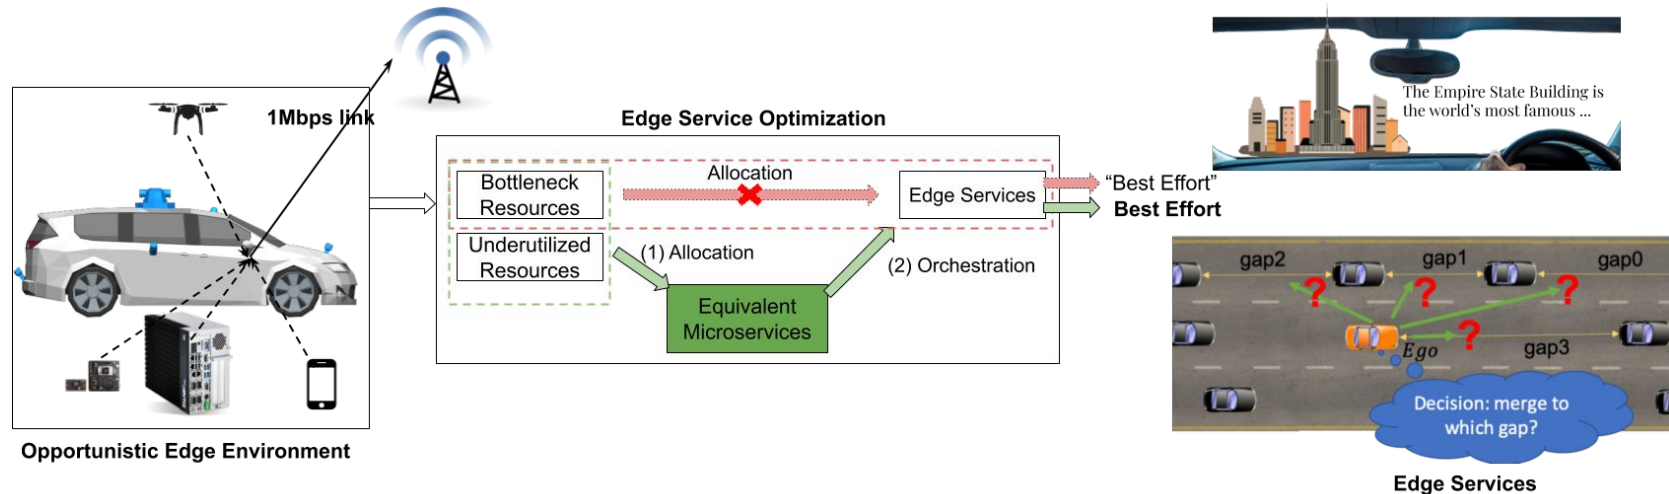 1Mbps link
Opportunistic Edge Environment
Edge Service Optimization
Bottleneck
Resources
Allocation
Edge Services
Underutilized
Resources
(1) Allocation
(2) Orchestration
Equivalent
Microservices
“Best Effort”
Best Effort
The Empire State Building is
the world’s most famous ...
gap2
gap1
gap0
?
?
?
?
Ego
gap3
Decision: merge to
which gap?
Edge Services